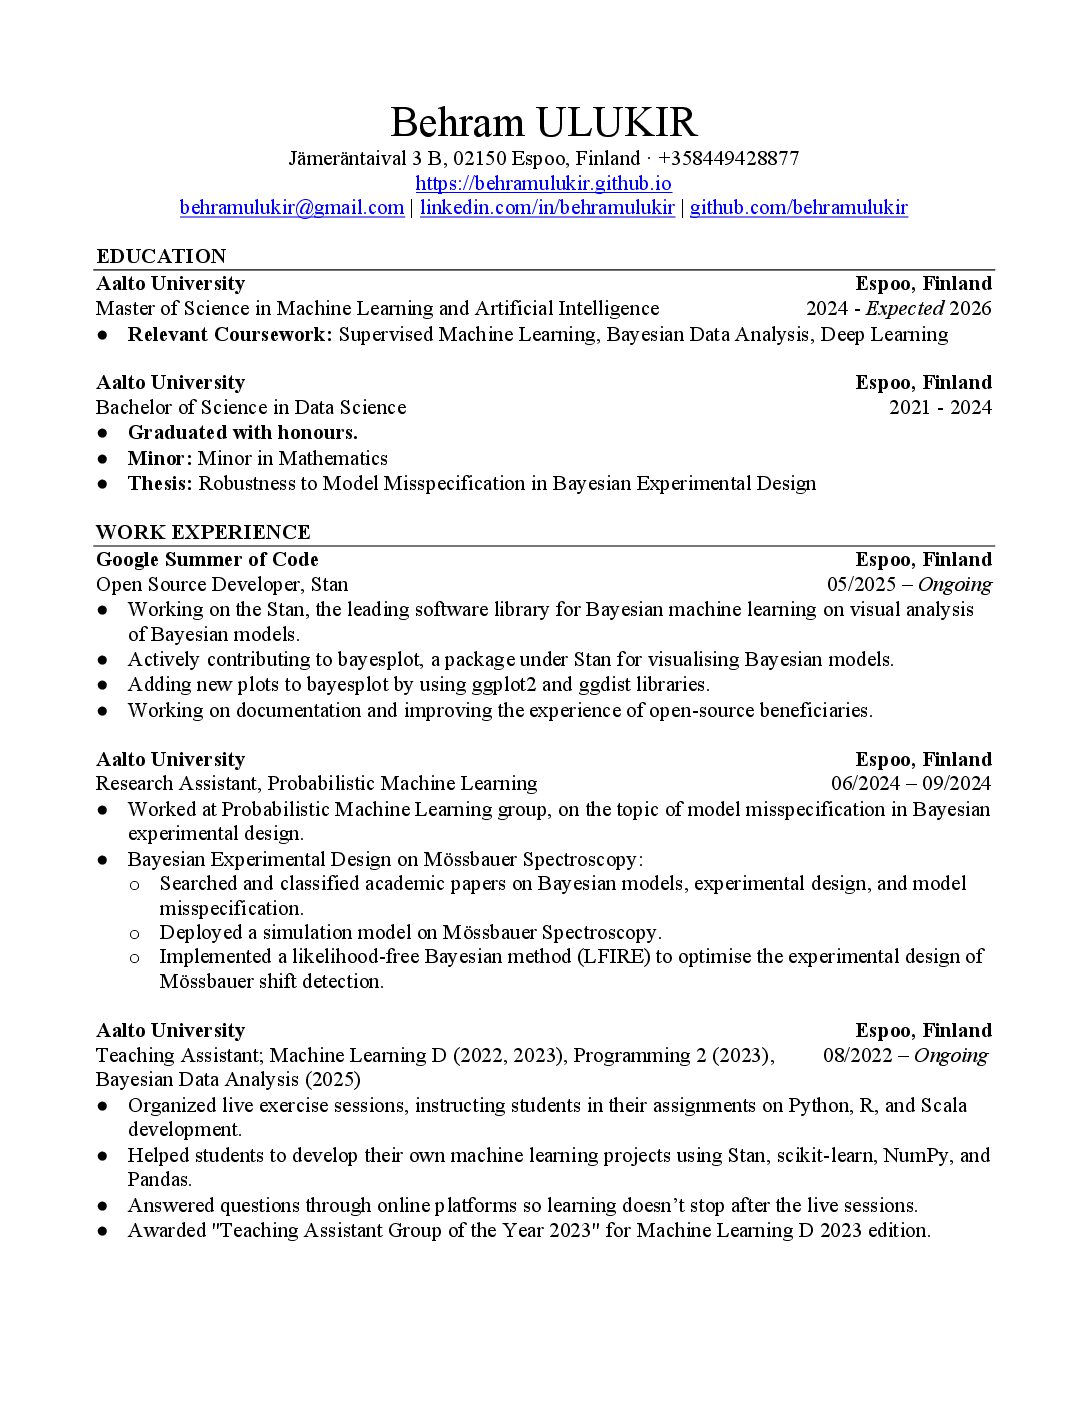 Behram ULUKIR
Jämeräntaival 3 B, 02150 Espoo, Finland · +358449428877
https://behramulukir.github.io
behramulukir@gmail.com | linkedin.com/in/behramulukir | github.com/behramulukir
EDUCATION
Aalto University Espoo, Finland
Master of Science in Machine Learning and Artificial Intelligence 2024 - Expected 2026
● Relevant Coursework: Supervised Machine Learning, Bayesian Data Analysis, Deep Learning
Aalto University Espoo, Finland
Bachelor of Science in Data Science 2021 - 2024
● Graduated with honours.
● Minor: Minor in Mathematics
● Thesis: Robustness to Model Misspecification in Bayesian Experimental Design
WORK EXPERIENCE
Google Summer of Code Espoo, Finland
Open Source Developer, Stan 05/2025 – Ongoing
● Working on the Stan, the leading software library for Bayesian machine learning on visual analysis
of Bayesian models.
● Actively contributing to bayesplot, a package under Stan for visualising Bayesian models.
● Adding new plots to bayesplot by using ggplot2 and ggdist libraries.
● Working on documentation and improving the experience of open-source beneficiaries.
Aalto University Espoo, Finland
Research Assistant, Probabilistic Machine Learning 06/2024 – 09/2024
● Worked at Probabilistic Machine Learning group, on the topic of model misspecification in Bayesian
experimental design.
● Bayesian Experimental Design on Mössbauer Spectroscopy:
o Searched and classified academic papers on Bayesian models, experimental design, and model
misspecification.
o Deployed a simulation model on Mössbauer Spectroscopy.
o Implemented a likelihood-free Bayesian method (LFIRE) to optimise the experimental design of
Mössbauer shift detection.
Aalto University Espoo, Finland
Teaching Assistant; Machine Learning D (2022, 2023), Programming 2 (2023), 08/2022 – Ongoing
Bayesian Data Analysis (2025)
● Organized live exercise sessions, instructing students in their assignments on Python, R, and Scala
development.
● Helped students to develop their own machine learning projects using Stan, scikit-learn, NumPy, and
Pandas.
● Answered questions through online platforms so learning doesn’t stop after the live sessions.
● Awarded "Teaching Assistant Group of the Year 2023" for Machine Learning D 2023 edition.